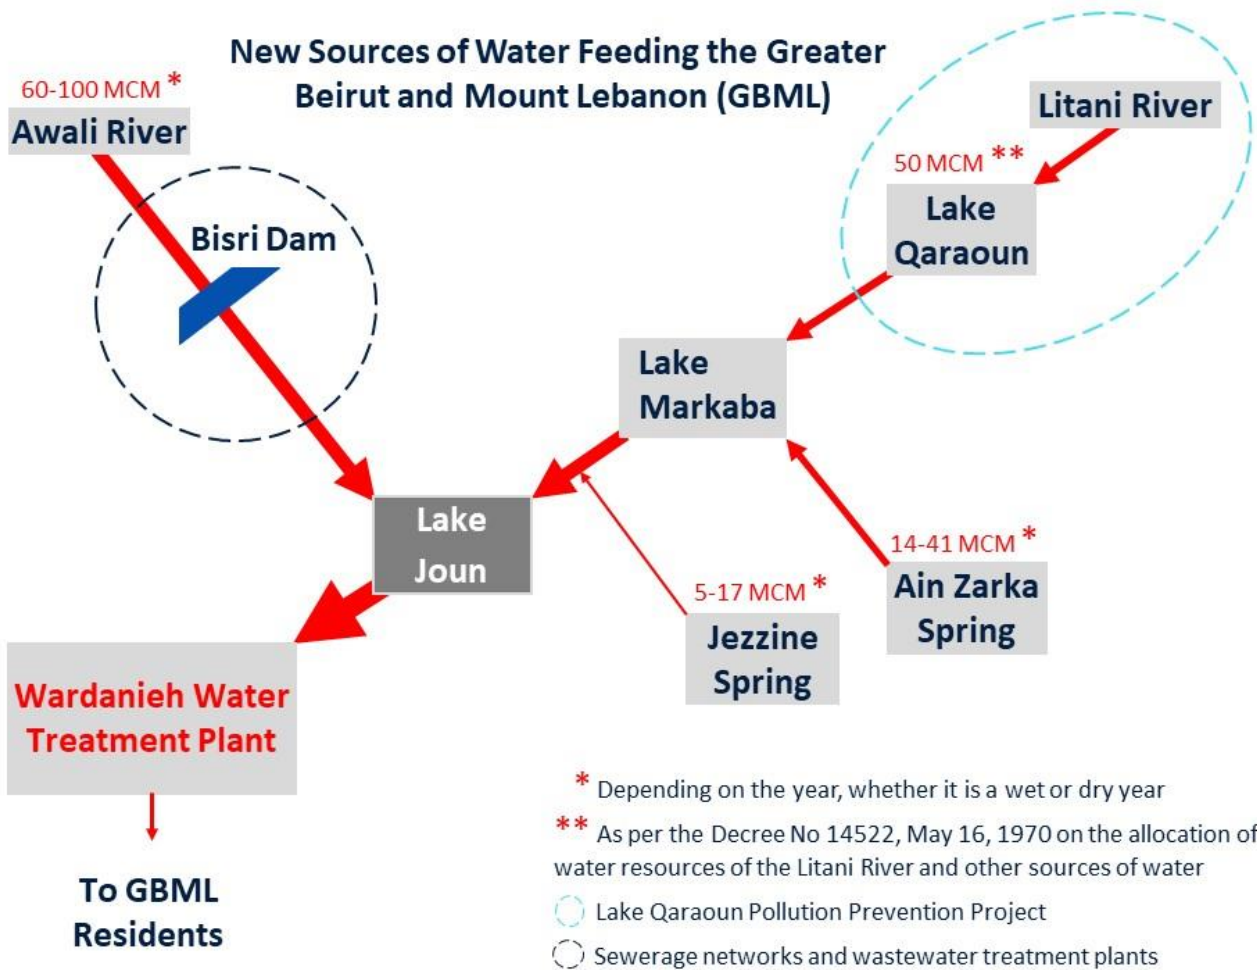 New Sources of Water Feeding the Greater
Beirut and Mount Lebanon (GBML)
60-100 MCM *
Awali River
Bisri Dam
Litani River
50 MCM **
Lake
Qaraoun
Lake
Markaba
Lake
Joun
14-41 MCM *
Ain Zarka
Spring
5-17 MCM *
Jezzine
Spring
Wardanieh Water
Treatment Plant
To GBML
Residents
* Depending on the year, whether it is a wet or dry year
** As per the Decree No 14522, May 16, 1970 on the allocation of
water resources of the Litani River and other sources of water
Lake Qaraoun Pollution Prevention Project
Sewerage networks and wastewater treatment plants